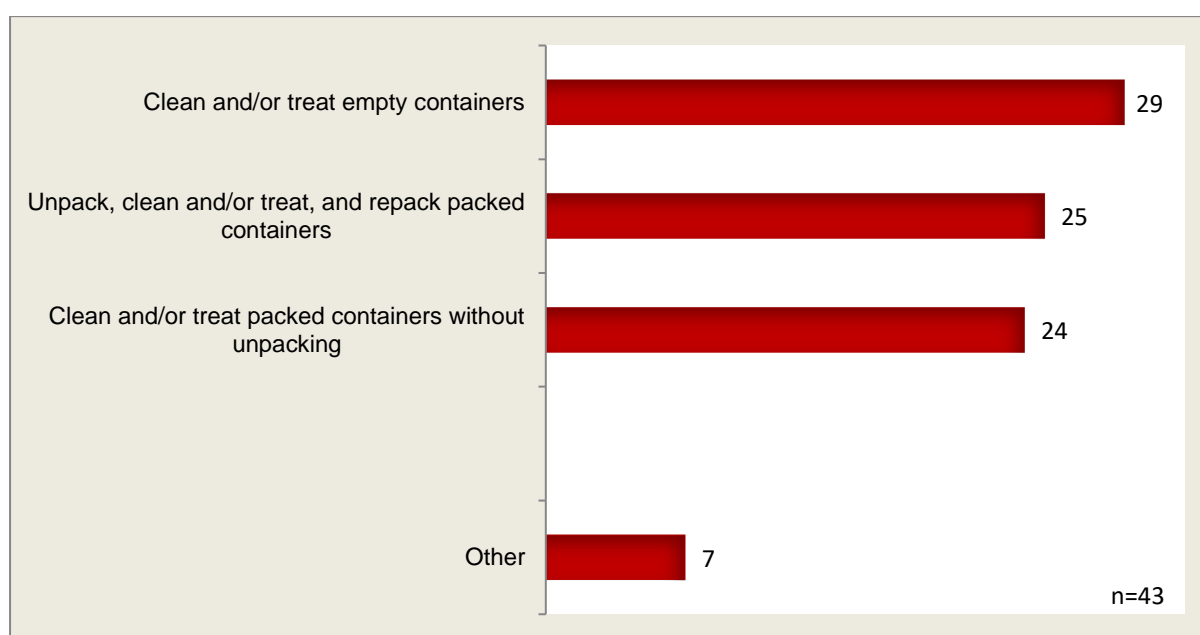 Clean and/or treat empty containers
29
Unpack, clean and/or treat, and repack packed
containers
25
Clean and/or treat packed containers without
unpacking
24
Other
7
n=43